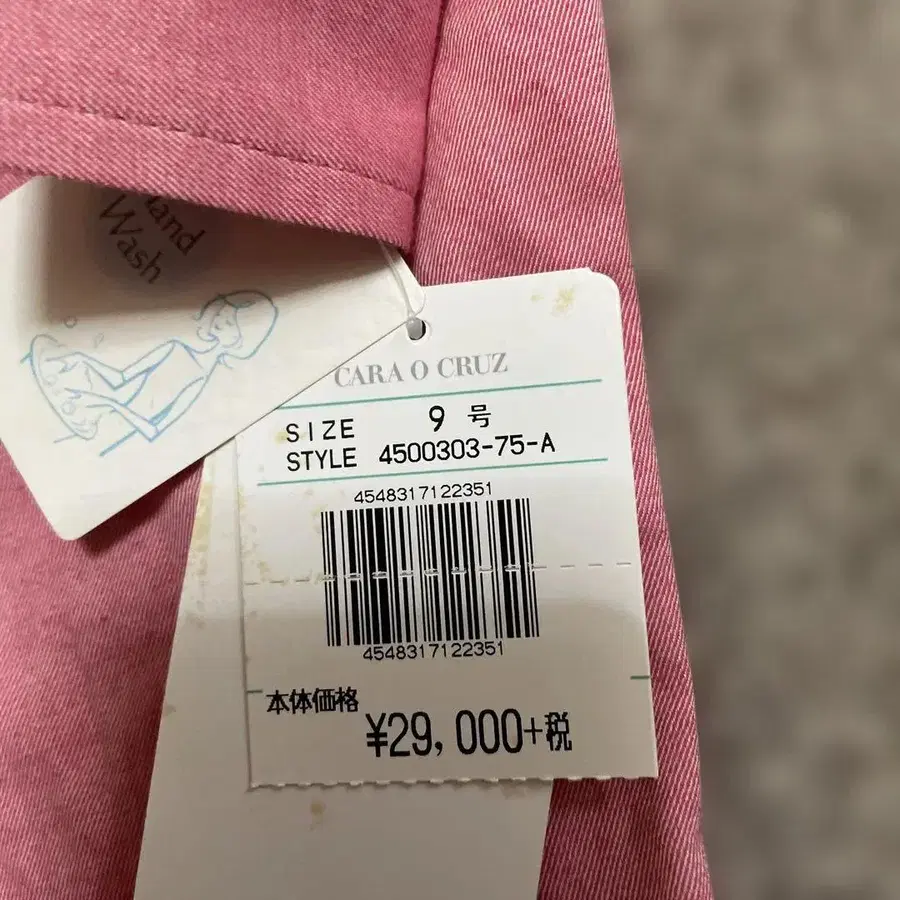 Hand
Wash
CARA O CRUZ
SIZE 9 号
STYLE 4500303-75-A
4548317122351
4548317122351
本体価格
¥29,000+税